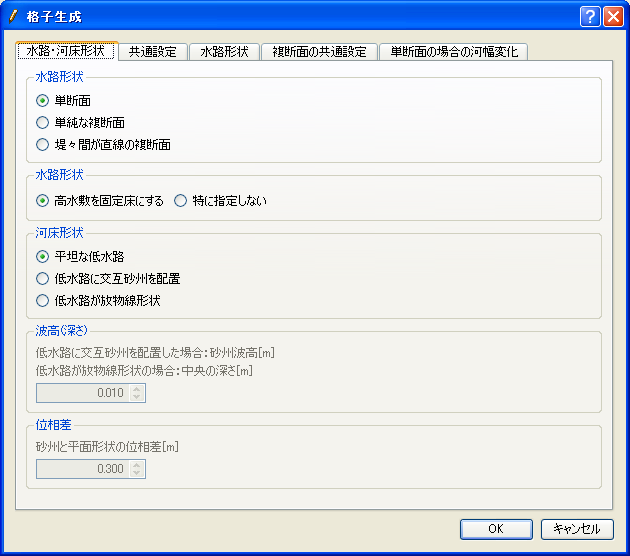 格子生成
水路・河床形状 共通設定 水路形状 複断面の共通設定 単断面の場合の河幅変化
水路形状
単断面
単純な複断面
堤々間が直線の複断面
水路形状
高水敷を固定床にする 特に指定しない
河床形状
平坦な低水路
低水路に交互砂州を配置
低水路が放物線形状
波高(深さ)
低水路に交互砂州を配置した場合:砂州波高[m]
低水路が放物線形状の場合:中央の深さ[m]
0.010
位相差
砂州と平面形状の位相差[m]
0.300
OK キャンセル